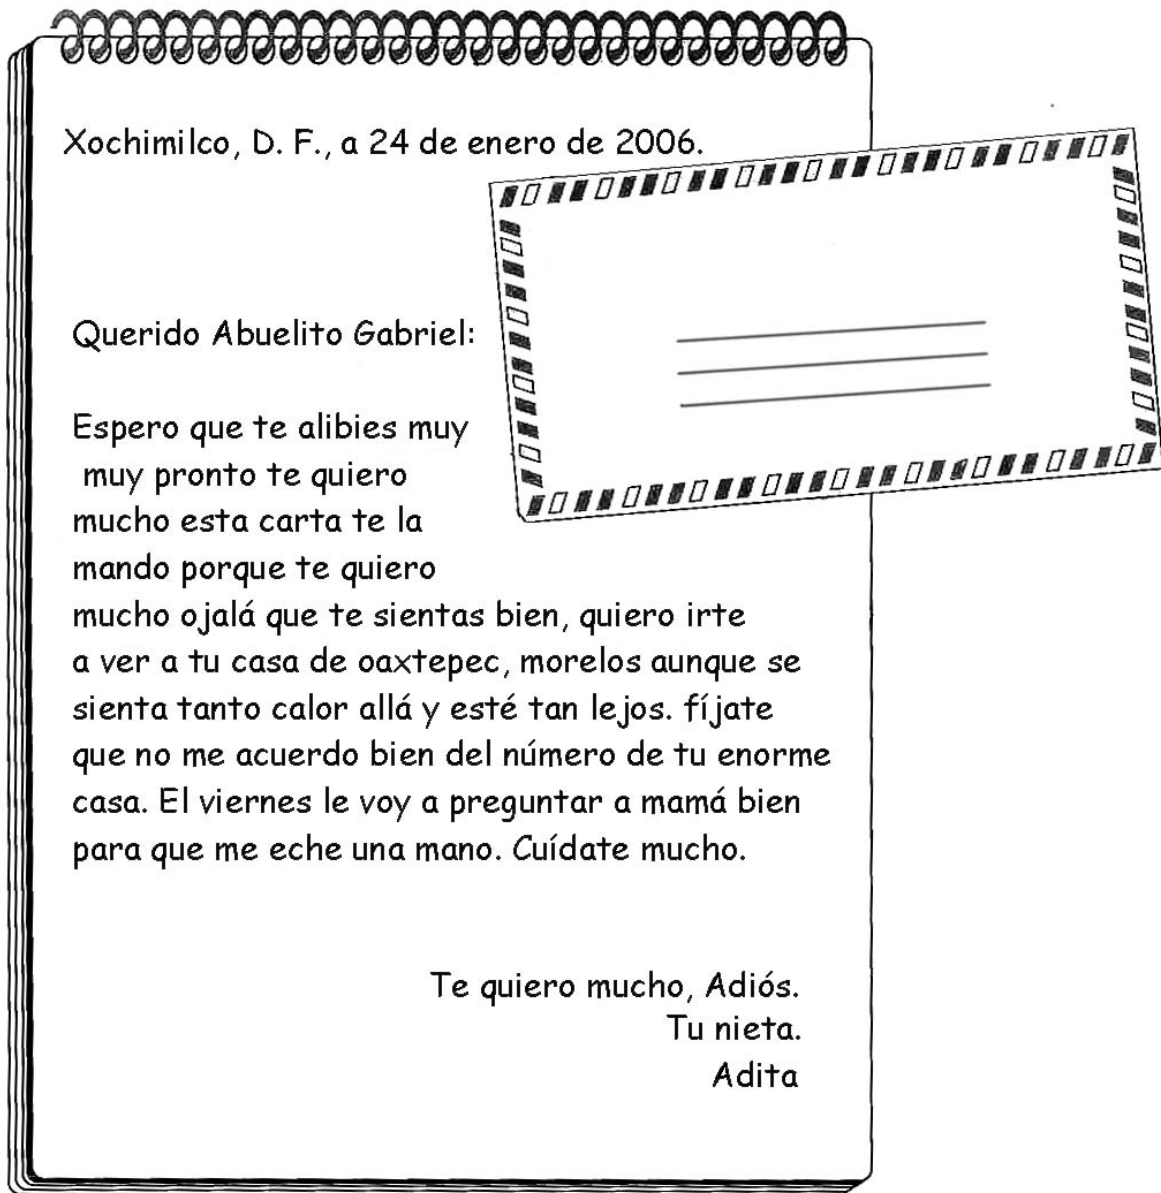 Xochimilco, D. F., a 24 de enero de 2006.
Querido Abuelito Gabriel:
Espero que te alibies muy
muy pronto te quiero
mucho esta carta te la
mando porque te quiero
mucho ojalá que te sientas bien, quiero irte
a ver a tu casa de oaxtepec, morelos aunque se
sienta tanto calor allá y esté tan lejos. fíjate
que no me acuerdo bien del número de tu enorme
casa. El viernes le voy a preguntar a mamá bien
para que me eche una mano. Cuídate mucho.
Te quiero mucho, Adiós.
Tu nieta.
Adita